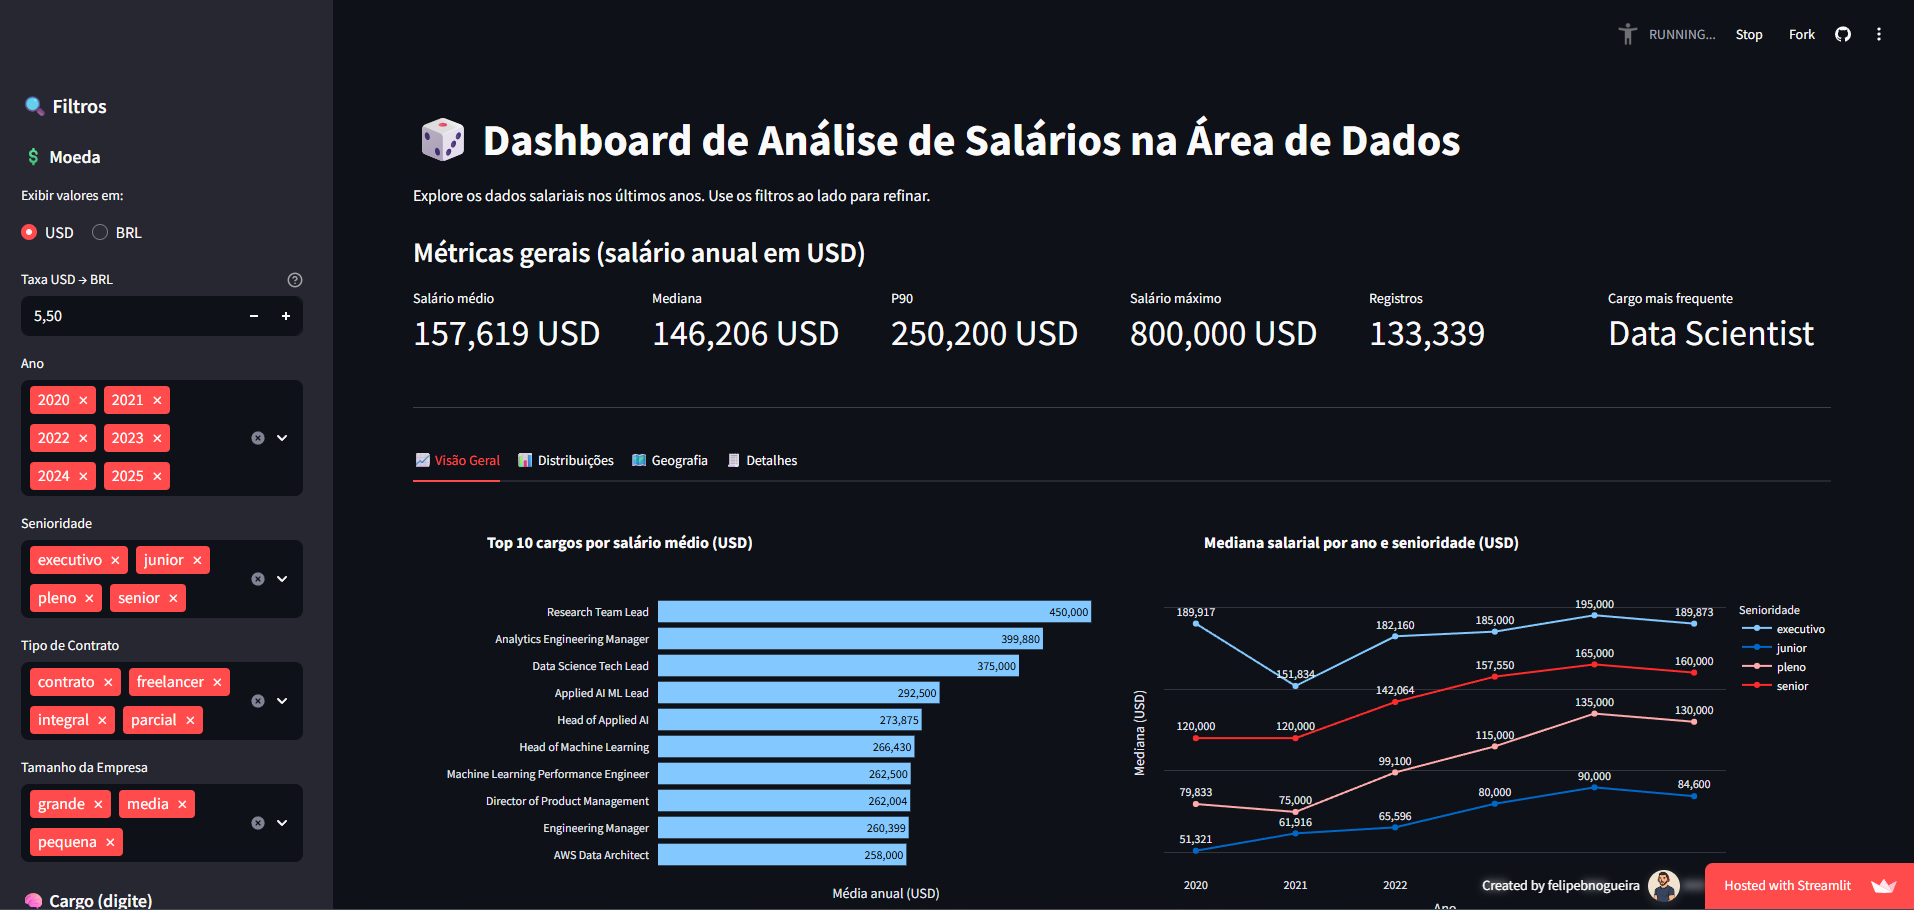 RUNNING...
Stop
Fork
Filtros
Moeda
Exibir valores em:
USD
BRL
Taxa USD → BRL
5,50
Ano
2020
2021
2022
2023
2024
2025
Senioridade
executivo
junior
pleno
senior
Tipo de Contrato
contrato
freelancer
integral
parcial
Tamanho da Empresa
grande
media
pequena
Cargo (digite)
Dashboard de Análise de Salários na Área de Dados
Explore os dados salariais nos últimos anos. Use os filtros ao lado para refinar.
Métricas gerais (salário anual em USD)
Salário médio
157,619 USD
Mediana
146,206 USD
P90
250,200 USD
Salário máximo
800,000 USD
Registros
133,339
Cargo mais frequente
Data Scientist
Visão Geral
Distribuições
Geografia
Detalhes
Top 10 cargos por salário médio (USD)
Research Team Lead 450,000
Analytics Engineering Manager 399,880
Data Science Tech Lead 375,000
Applied AI ML Lead 292,500
Head of Applied AI 273,875
Head of Machine Learning 266,430
Machine Learning Performance Engineer 262,500
Director of Product Management 262,004
Engineering Manager 260,399
AWS Data Architect 258,000
Média anual (USD)
Mediana salarial por ano e senioridade (USD)
Mediana (USD)
189,917
151,834
182,160
185,000
195,000
189,873
120,000
120,000
142,064
157,550
165,000
160,000
79,833
75,000
99,100
115,000
135,000
130,000
51,321
61,916
65,596
80,000
90,000
84,600
Senioridade
executivo
junior
pleno
senior
2020
2021
2022
Ano
Created by felipebnogueira
Hosted with Streamlit